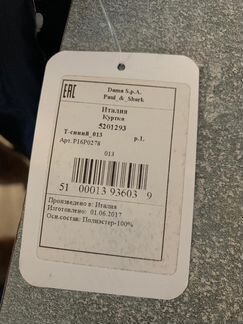 EAC
Dama S.p.A.
Paul & Shark
Италия
Куртки
5201293
Т-синий_013 р.L
Арт.P16P0278
013
51 00013 93603 9
Произведено в: Италия
Изготовлено: 01.06.2017
Осн.состав: Полиэстер-100%